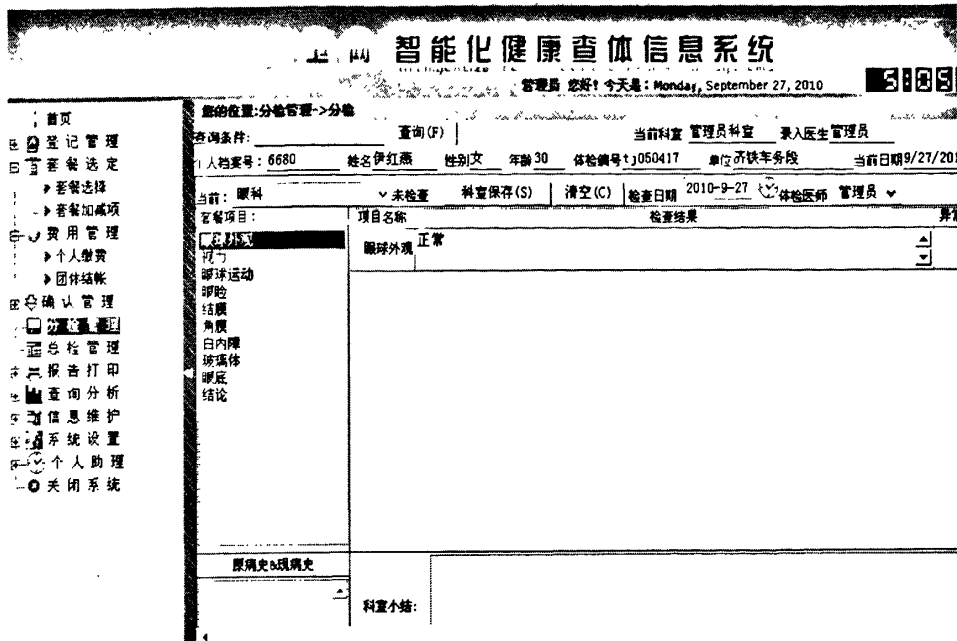 智能化健康查体信息系统
管理员 您好! 今天是: Monday, September 27, 2010
您的位置:分检管理->分检
查询条件: 查询(F) 当前科室 管理员科室 录入医生 管理员
个人档案号: 6680 姓名 伊红燕 性别 女 年龄 30 体检编号 tj050417 单位 齐铁车务段 当前日期 9/27/201
当前: 眼科 未检查 科室保存(S) 清空(C) 检查日期 2010-9-27 体检医师 管理员
套餐项目: 项目名称 检查结果
眼球外观
视力
眼球运动
眼睑
结膜
角膜
白内障
玻璃体
眼底
结论
眼球外观 正常
原病史&现病史
科室小结:
首页
登记管理
套餐选定
套餐选择
套餐加减项
费用管理
个人缴费
团体结帐
确认管理
分检管理
总检管理
报告打印
查询分析
信息维护
系统设置
个人助理
关闭系统